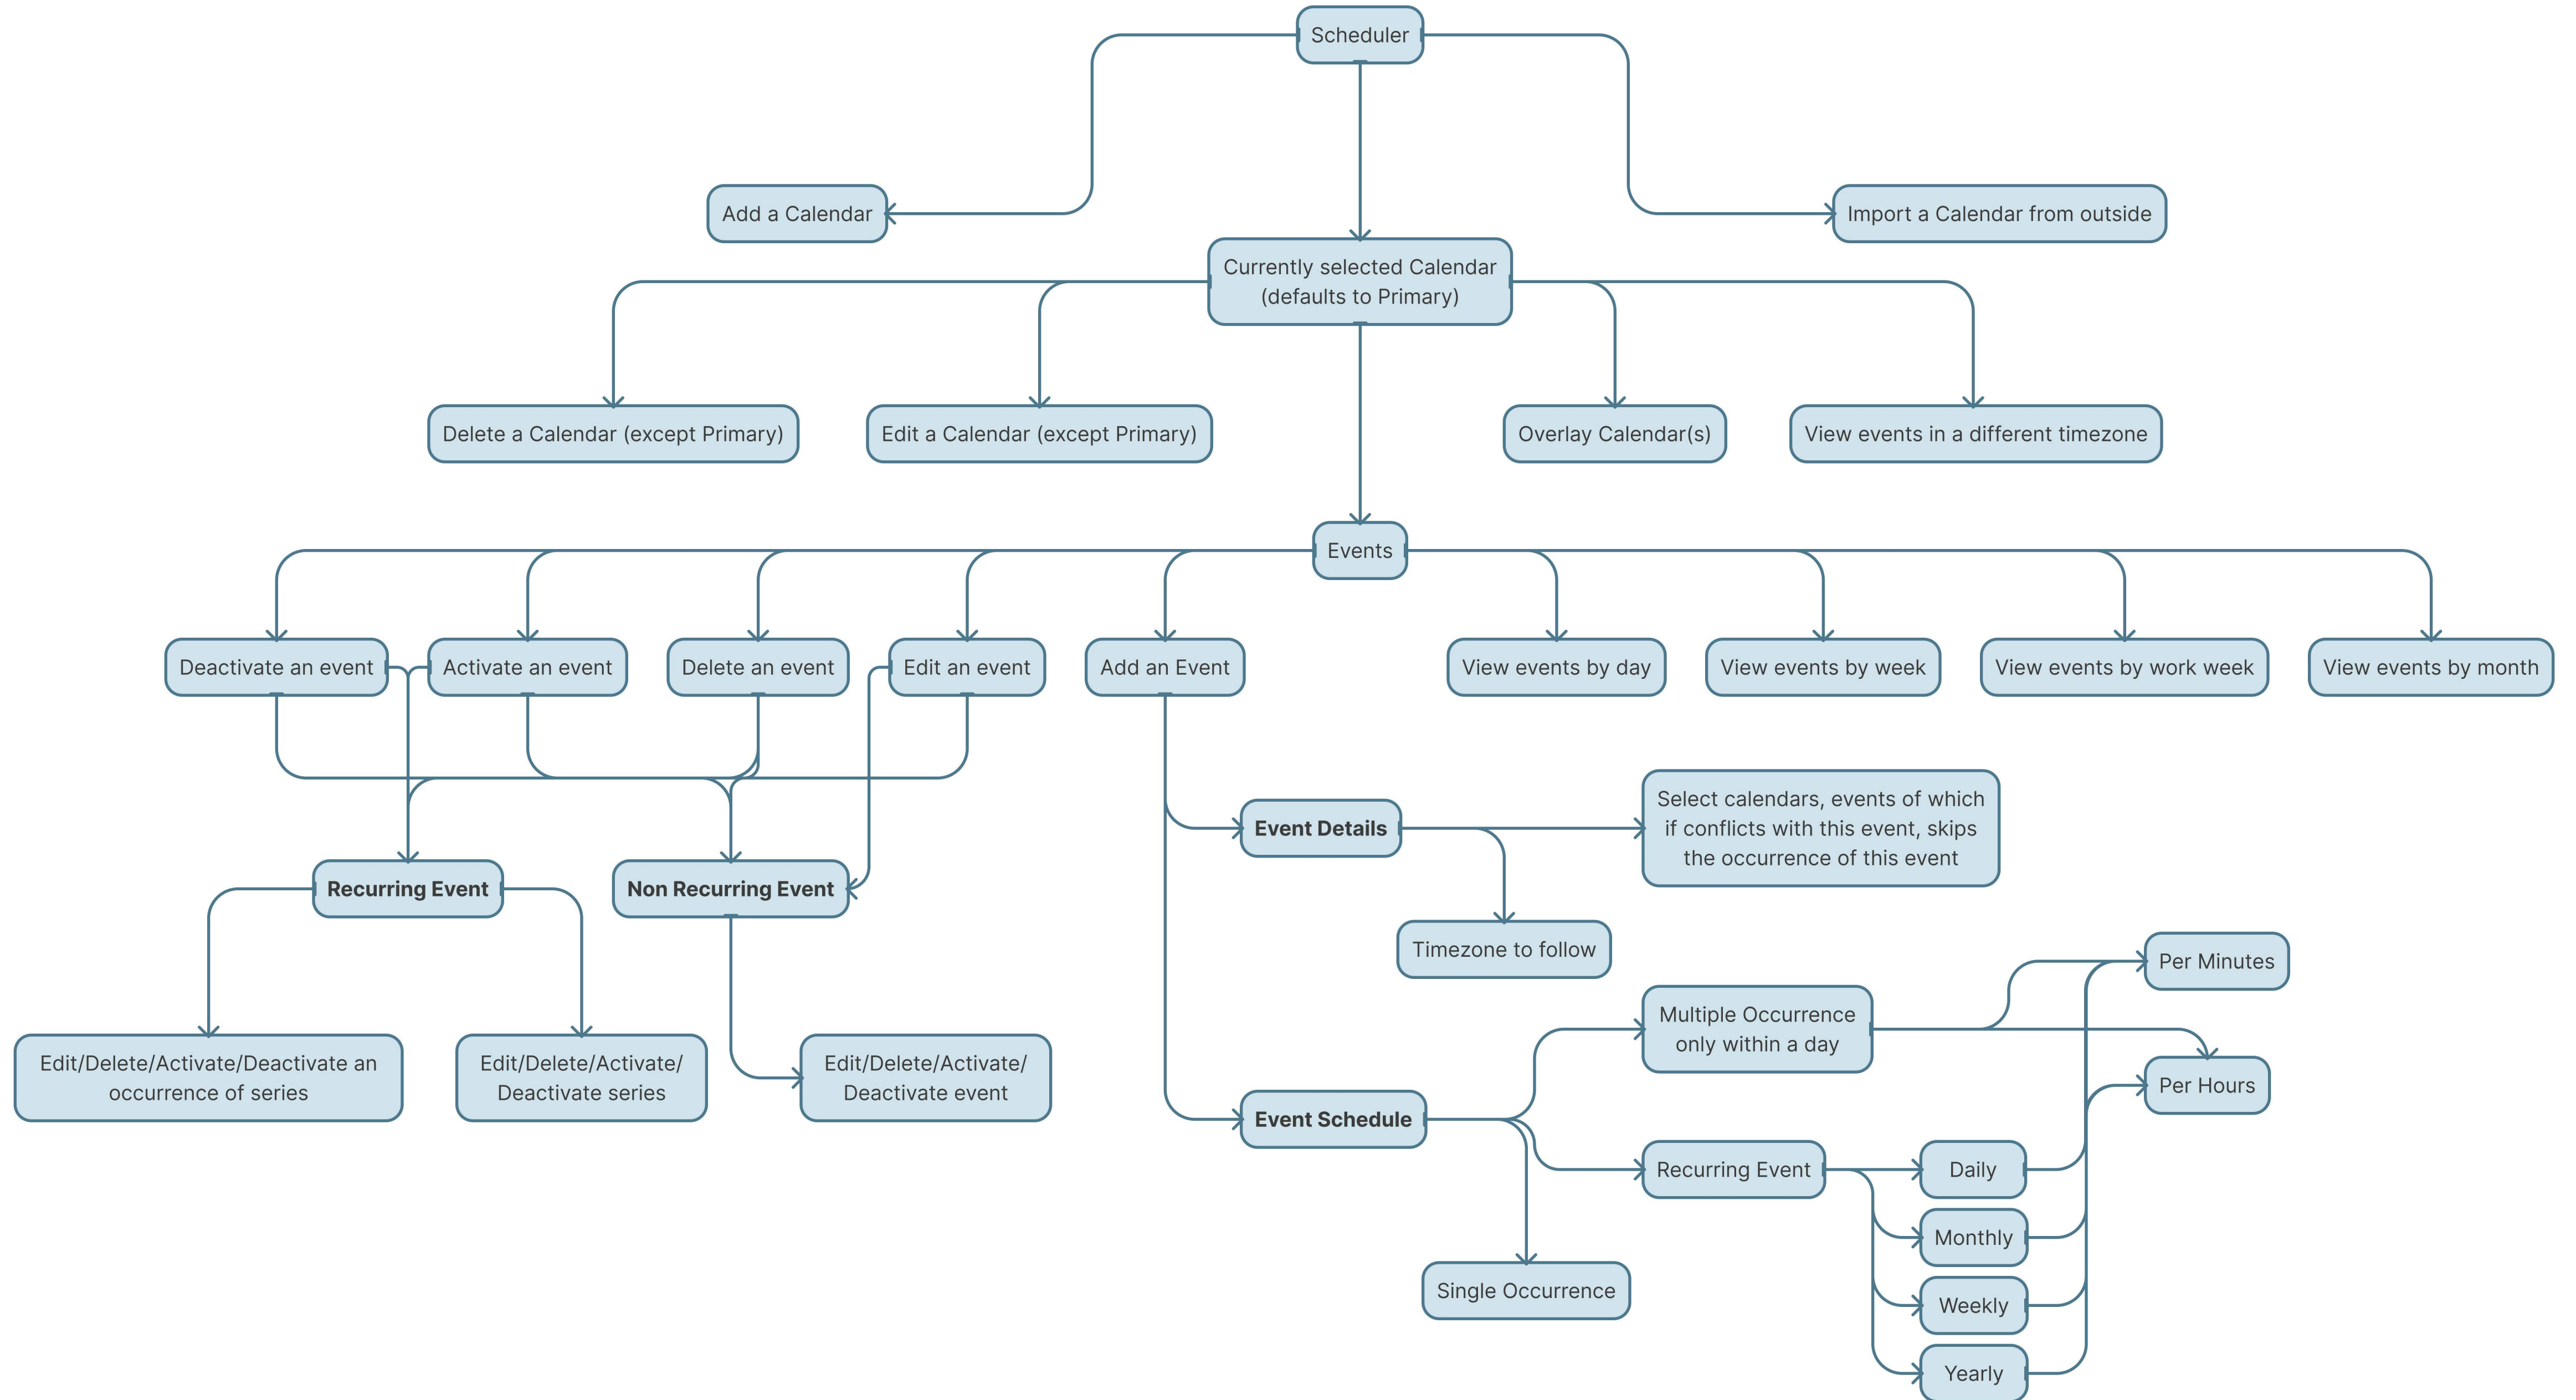 Scheduler
Add a Calendar
Import a Calendar from outside
Currently selected Calendar
(defaults to Primary)
Delete a Calendar (except Primary)
Edit a Calendar (except Primary)
Overlay Calendar(s)
View events in a different timezone
Events
Deactivate an event
Activate an event
Delete an event
Edit an event
Add an Event
View events by day
View events by week
View events by work week
View events by month
Event Details
Select calendars, events of which
if conflicts with this event, skips
the occurrence of this event
Recurring Event
Non Recurring Event
Timezone to follow
Per Minutes
Multiple Occurrence
only within a day
Edit/Delete/Activate/Deactivate an
occurrence of series
Edit/Delete/Activate/
Deactivate series
Edit/Delete/Activate/
Deactivate event
Per Hours
Event Schedule
Recurring Event
Daily
Monthly
Single Occurrence
Weekly
Yearly